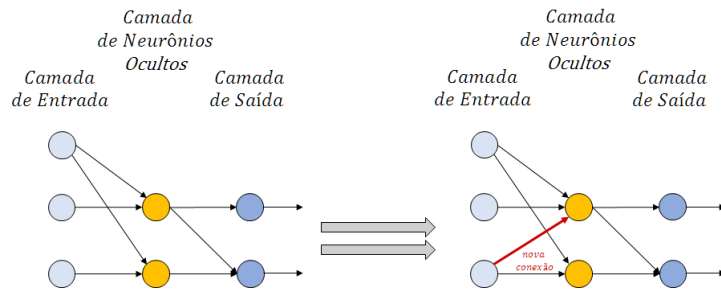 Camada
de Neurônios
Ocultos
Camada
de Entrada
Camada
de Saída
Camada
de Neurônios
Ocultos
Camada
de Entrada
Camada
de Saída
nova
conexão